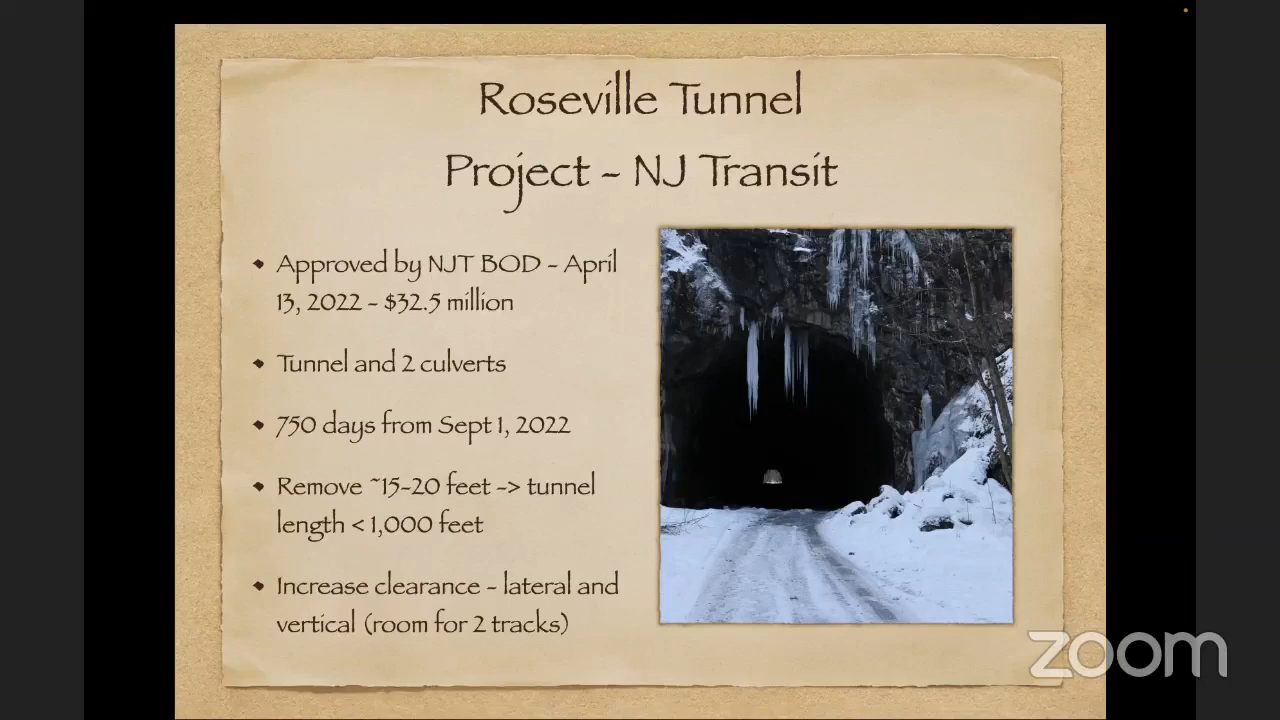 Roseville Tunnel
Project – NJ Transit
• Approved by NJT BOD – April
13, 2022 – $32.5 million
• Tunnel and 2 culverts
• 750 days from Sept 1, 2022
• Remove ~15-20 feet -> tunnel
length < 1,000 feet
• Increase clearance – lateral and
vertical (room for 2 tracks)
zoom